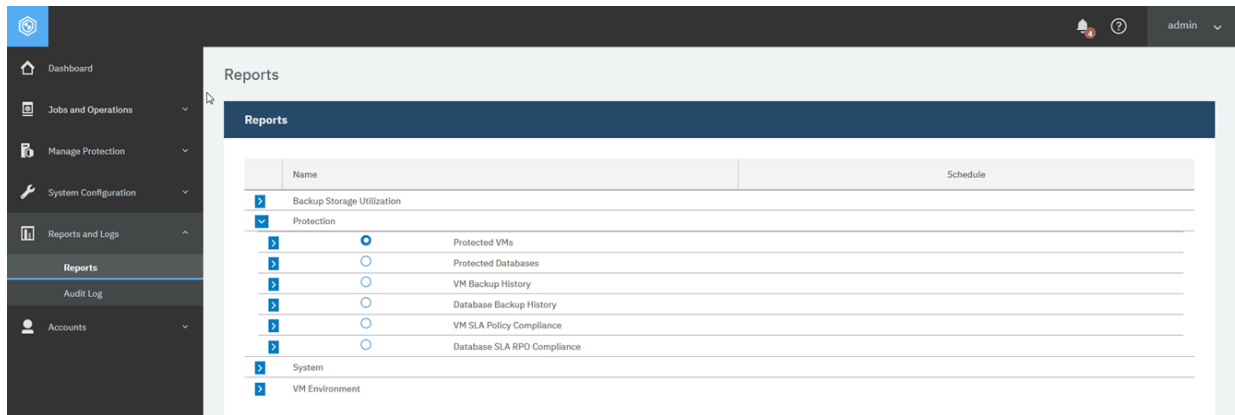 4
admin
Dashboard
Jobs and Operations
Manage Protection
System Configuration
Reports and Logs
Reports
Audit Log
Accounts
Reports
Reports
Name Schedule
Backup Storage Utilization
Protection
Protected VMs
Protected Databases
VM Backup History
Database Backup History
VM SLA Policy Compliance
Database SLA RPO Compliance
System
VM Environment